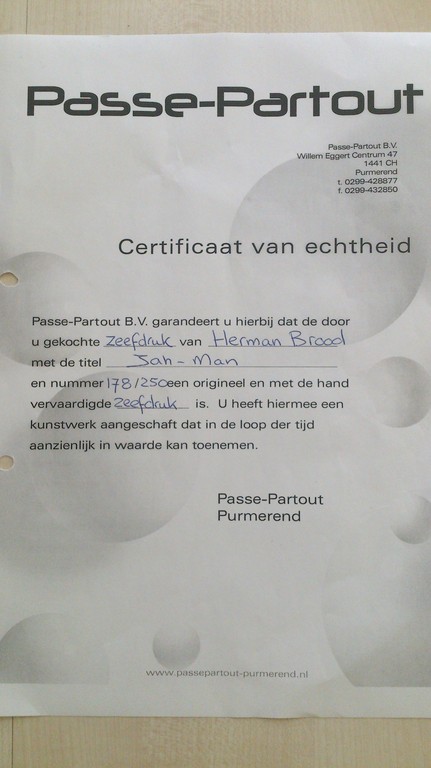 Passe-Partout
Passe-Partout B.V.
Willem Eggert Centrum 47
1441 CH
Purmerend
t. 0299-428877
f. 0299-432850
Certificaat van echtheid
Passe-Partout B.V. garandeert u hierbij dat de door
u gekochte zeefdruk van Herman Brood
met de titel Jah-Man
en nummer 178/250 een origineel en met de hand
vervaardigde zeefdruk is. U heeft hiermee een
kunstwerk aangeschaft dat in de loop der tijd
aanzienlijk in waarde kan toenemen.
Passe-Partout
Purmerend
www.passepartout-purmerend.nl